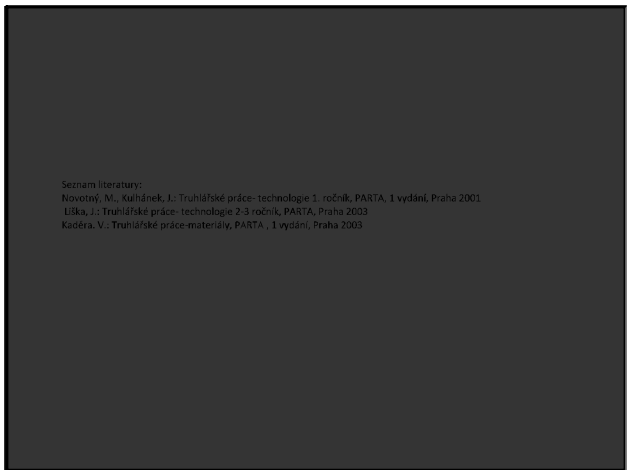 Seznam literatury:
Novotný, M., Kulhánek, J.: Truhlářské práce- technologie 1. ročník, PARTA, 1 vydání, Praha 2001
Liška, J.: Truhlářské práce- technologie 2-3 ročník, PARTA, Praha 2003
Kaděra. V.: Truhlářské práce-materiály, PARTA , 1 vydání, Praha 2003